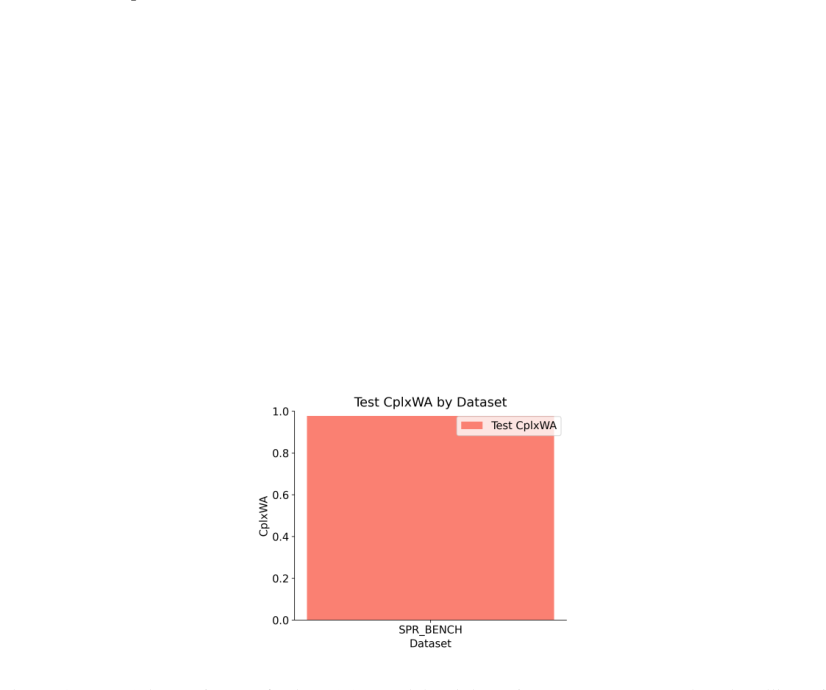 Test CplxWA by Dataset
1.0
Test CplxWA
0.8
0.6
CplxWA
0.4
0.2
0.0
SPR_BENCH
Dataset